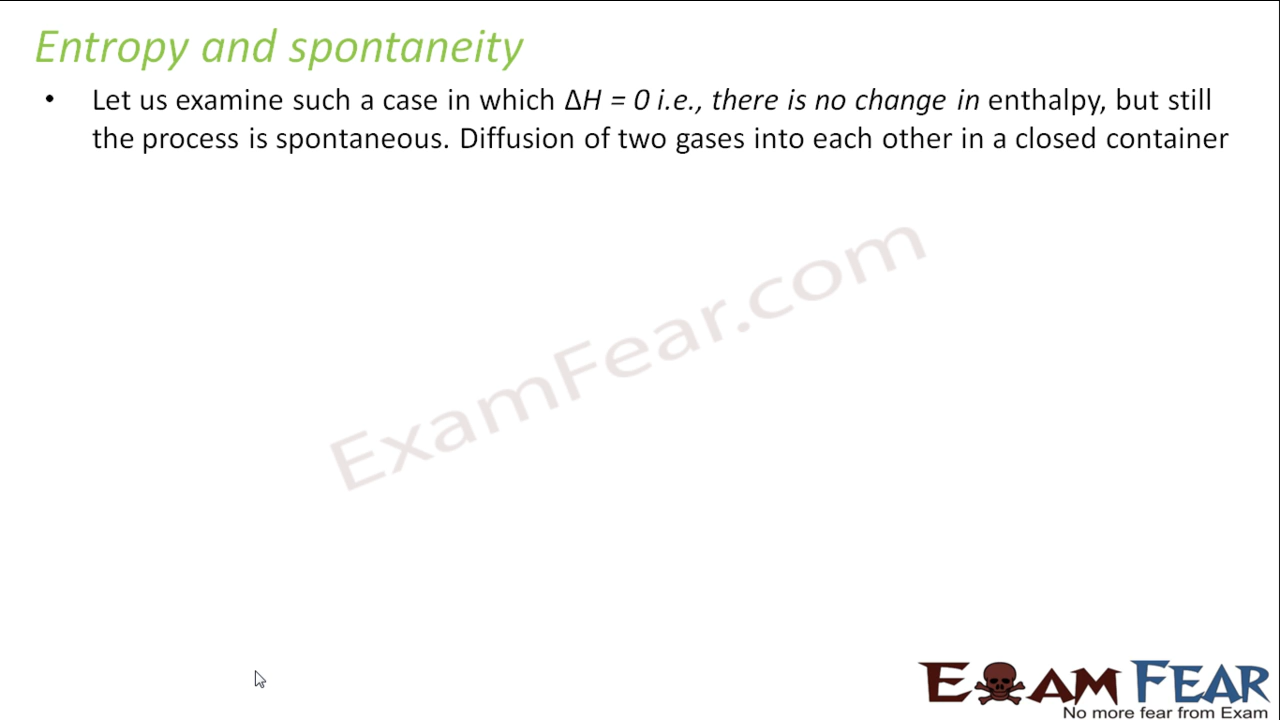 Entropy and spontaneity
• Let us examine such a case in which ΔH = 0 i.e., there is no change in enthalpy, but still
the process is spontaneous. Diffusion of two gases into each other in a closed container
ExamFear.com
EXAM FEAR
No more fear from Exam